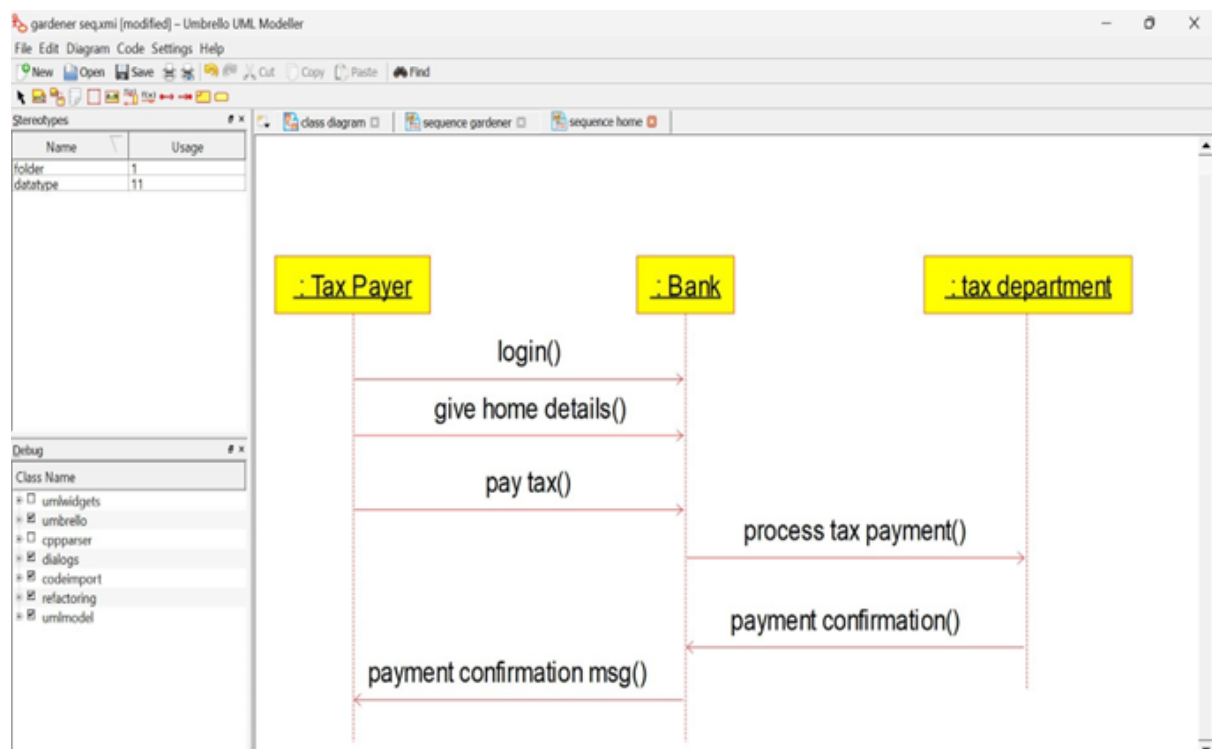 gardener seq.xmi [modified] – Umbrello UML Modeller
File Edit Diagram Code Settings Help
New Open Save Cut Copy Paste Find
Stereotypes
class diagram sequence gardener sequence home
Name Usage
folder 1
datatype 11
: Tax Payer : Bank : tax department
login()
give home details()
pay tax()
process tax payment()
payment confirmation()
payment confirmation msg()
Debug
Class Name
umlwidgets
umbrello
cppparser
dialogs
codeimport
refactoring
umlmodel